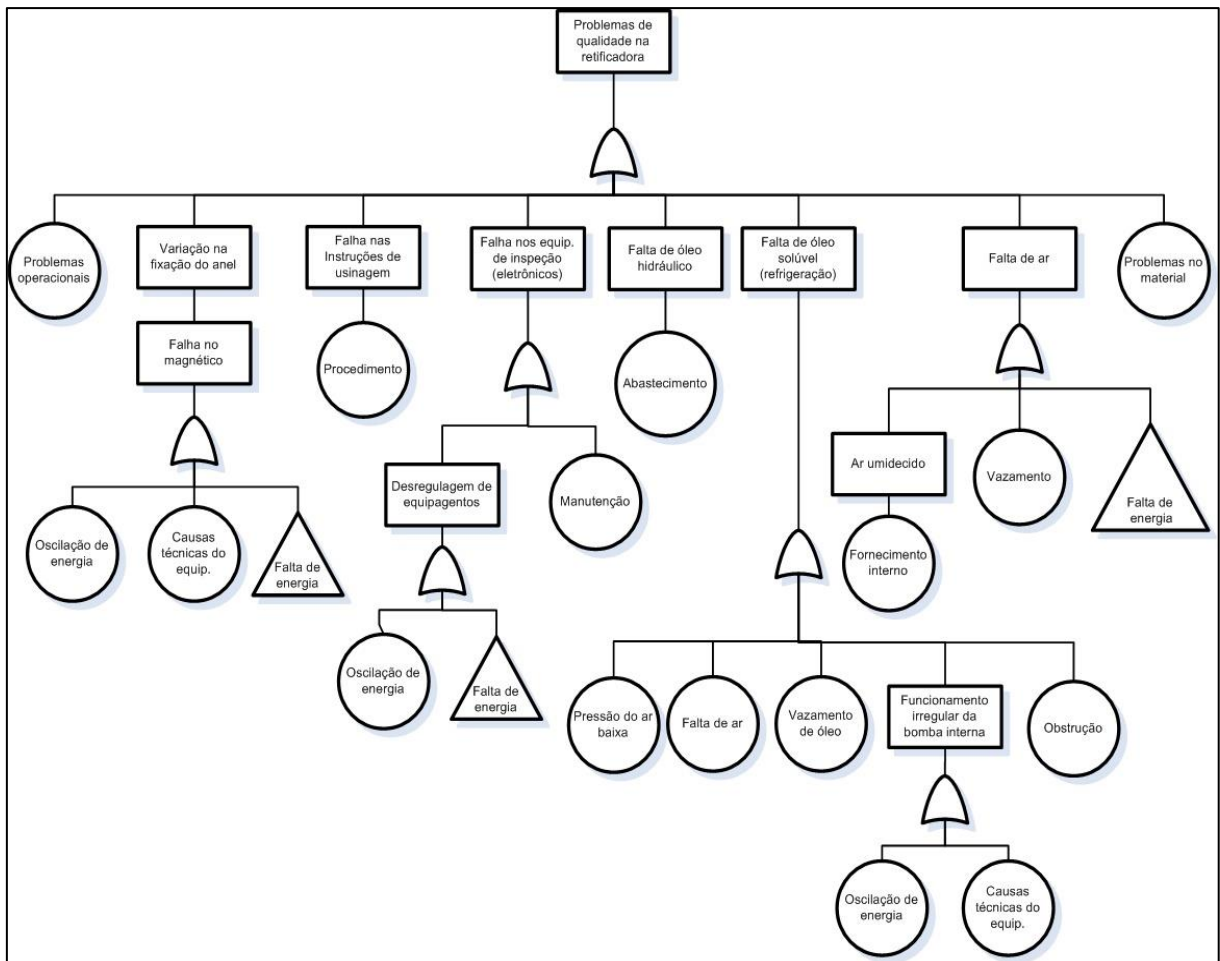 Problemas de
qualidade na
retificadora
Problemas
operacionais
Variação na
fixação do anel
Falha nas
Instruções de
usinagem
Falha nos equip.
de inspeção
(eletrônicos)
Falta de óleo
hidráulico
Falta de óleo
solúvel
(refrigeração)
Falta de ar
Problemas no
material
Falha no
magnético
Procedimento
Abastecimento
Desregulagem de
equipagentos
Manutenção
Ar umidecido
Vazamento
Falta de
energia
Oscilação de
energia
Causas
técnicas do
equip.
Falta de
energia
Fornecimento
interno
Oscilação de
energia
Falta de
energia
Pressão do ar
baixa
Falta de ar
Vazamento
de óleo
Funcionamento
irregular da
bomba interna
Obstrução
Oscilação de
energia
Causas
técnicas do
equip.